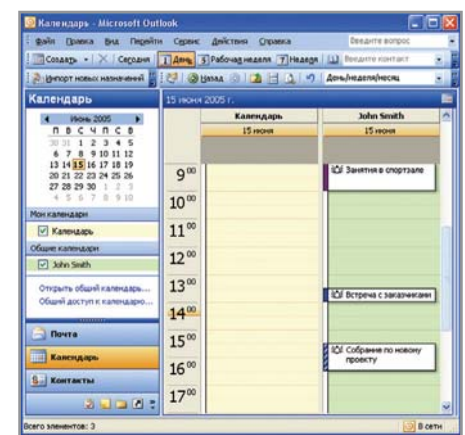 Календарь - Microsoft Outlook
Файл Правка Вид Перейти Сервис Действия Справка
Введите вопрос
Создать Сегодня 1 День 5 Рабочая неделя 7 Неделя
Введите контакт
Импорт новых назначений
Назад
День/неделя/месяц
Календарь
15 июня 2005 г.
Июнь 2005
П В С Ч П С В
30 31 1 2 3 4 5
6 7 8 9 10 11 12
13 14 15 16 17 18 19
20 21 22 23 24 25 26
27 28 29 30 1 2 3
4 5 6 7 8 9 10
Мои календари
Календарь
Общие календари
John Smith
Открыть общий календарь...
Общий доступ к календарю...
Почта
Календарь
Контакты
Календарь
John Smith
15 июня
15 июня
9 00
Занятия в спортзале
10 00
11 00
12 00
13 00
Встреча с заказчиками
14 00
15 00
Собрание по новому
проекту
16 00
17 00
Всего элементов: 3
В сети